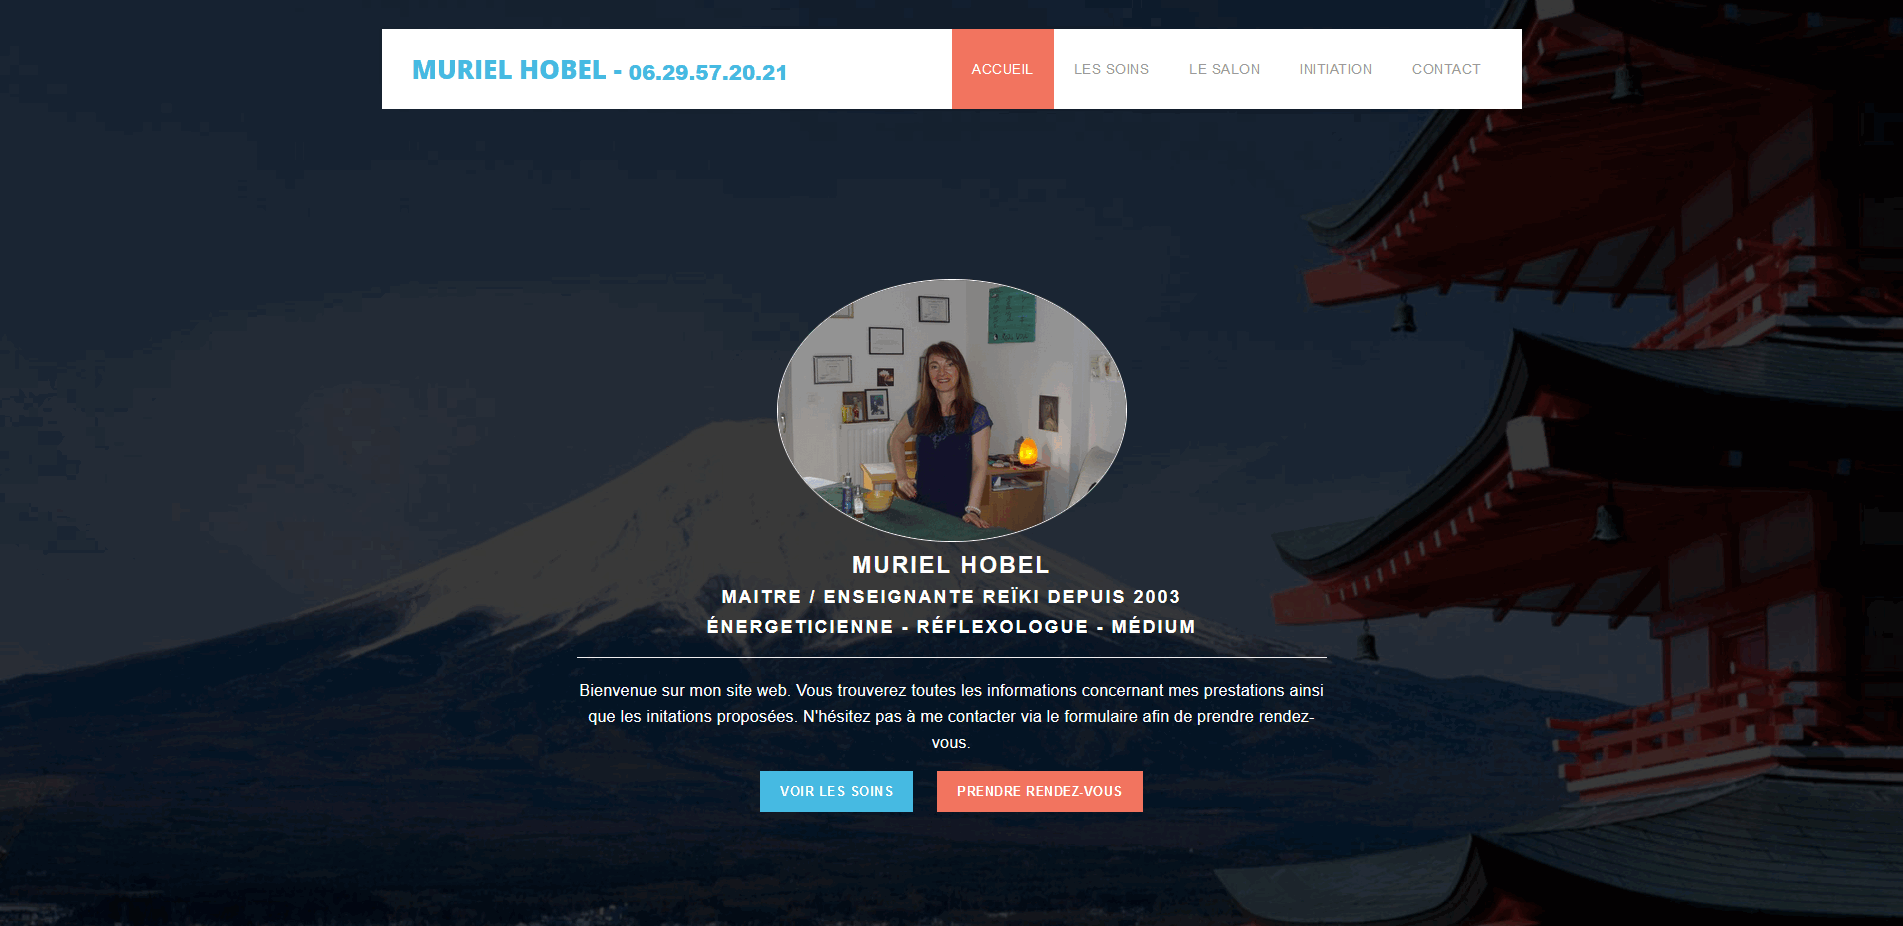 MURIEL HOBEL - 06.29.57.20.21
ACCUEIL
LES SOINS
LE SALON
INITIATION
CONTACT
MURIEL HOBEL
MAITRE / ENSEIGNANTE REÏKI DEPUIS 2003
ÉNERGETICIENNE - RÉFLEXOLOGUE - MÉDIUM
Bienvenue sur mon site web. Vous trouverez toutes les informations concernant mes prestations ainsi
que les initations proposées. N'hésitez pas à me contacter via le formulaire afin de prendre rendez-
vous.
VOIR LES SOINS
PRENDRE RENDEZ-VOUS